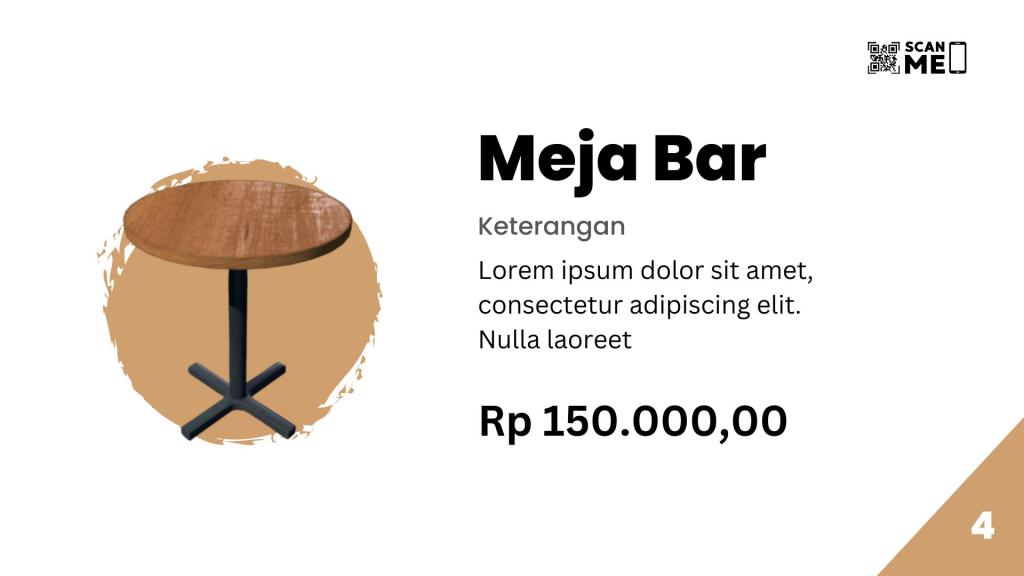 SCAN
ME
Meja Bar
Keterangan
Lorem ipsum dolor sit amet,
consectetur adipiscing elit.
Nulla laoreet
Rp 150.000,00
4